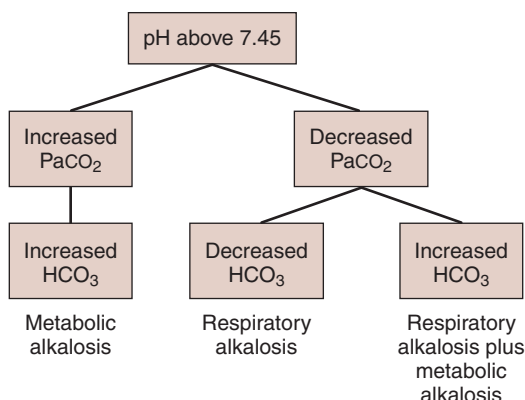 pH above 7.45
Increased
PaCO2
Decreased
PaCO2
Increased
HCO3
Decreased
HCO3
Increased
HCO3
Metabolic
alkalosis
Respiratory
alkalosis
Respiratory
alkalosis plus
metabolic
alkalosis